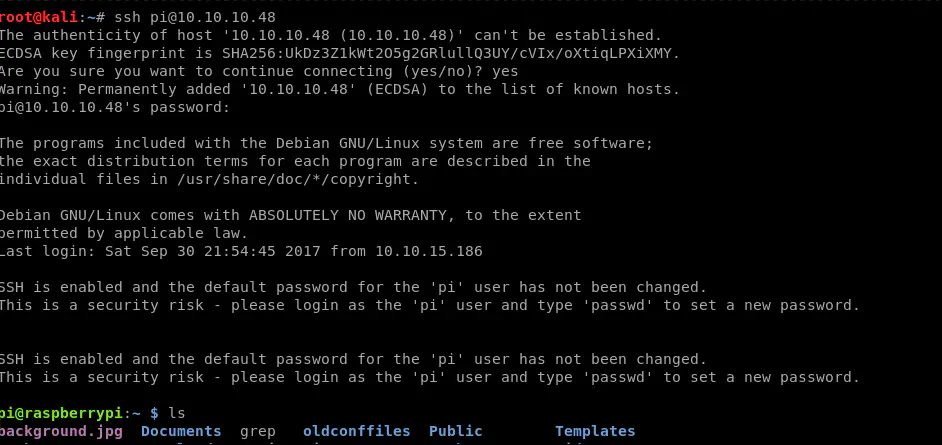 root@kali:~# ssh pi@10.10.10.48
The authenticity of host '10.10.10.48 (10.10.10.48)' can't be established.
ECDSA key fingerprint is SHA256:UkDz3Z1kWt2O5g2GRlullQ3UY/cVIx/oXtiqLPXiXMY.
Are you sure you want to continue connecting (yes/no)? yes
Warning: Permanently added '10.10.10.48' (ECDSA) to the list of known hosts.
pi@10.10.10.48's password:
The programs included with the Debian GNU/Linux system are free software;
the exact distribution terms for each program are described in the
individual files in /usr/share/doc/*/copyright.
Debian GNU/Linux comes with ABSOLUTELY NO WARRANTY, to the extent
permitted by applicable law.
Last login: Sat Sep 30 21:54:45 2017 from 10.10.15.186
SSH is enabled and the default password for the 'pi' user has not been changed.
This is a security risk - please login as the 'pi' user and type 'passwd' to set a new password.
SSH is enabled and the default password for the 'pi' user has not been changed.
This is a security risk - please login as the 'pi' user and type 'passwd' to set a new password.
pi@raspberrypi:~ $ ls
background.jpg Documents grep oldconffiles Public Templates